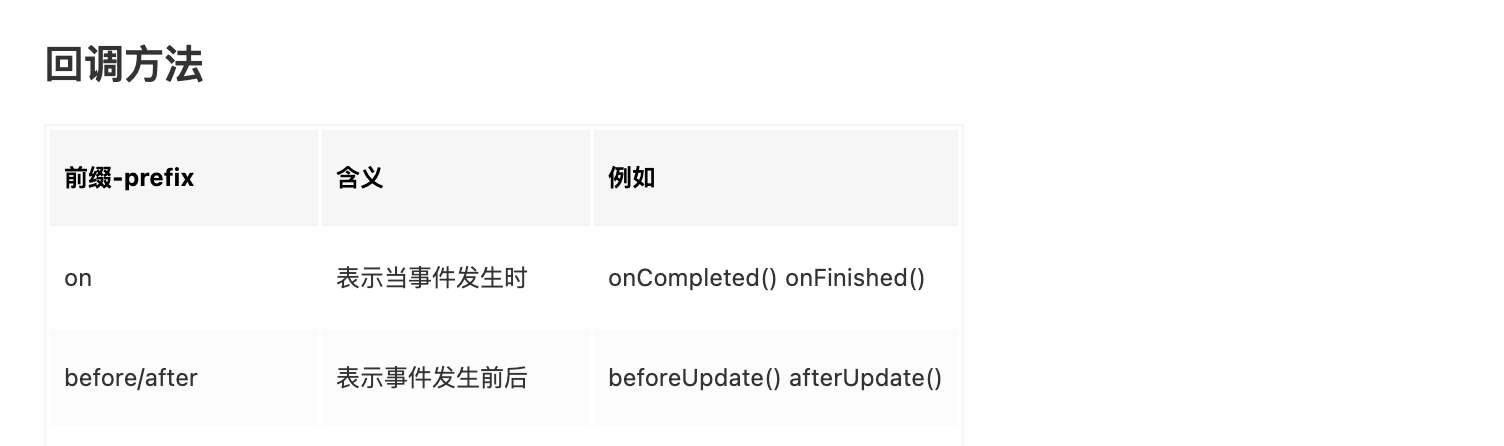 回调方法
前缀-prefix 含义 例如
on 表示当事件发生时 onCompleted() onFinished()
before/after 表示事件发生前后 beforeUpdate() afterUpdate()